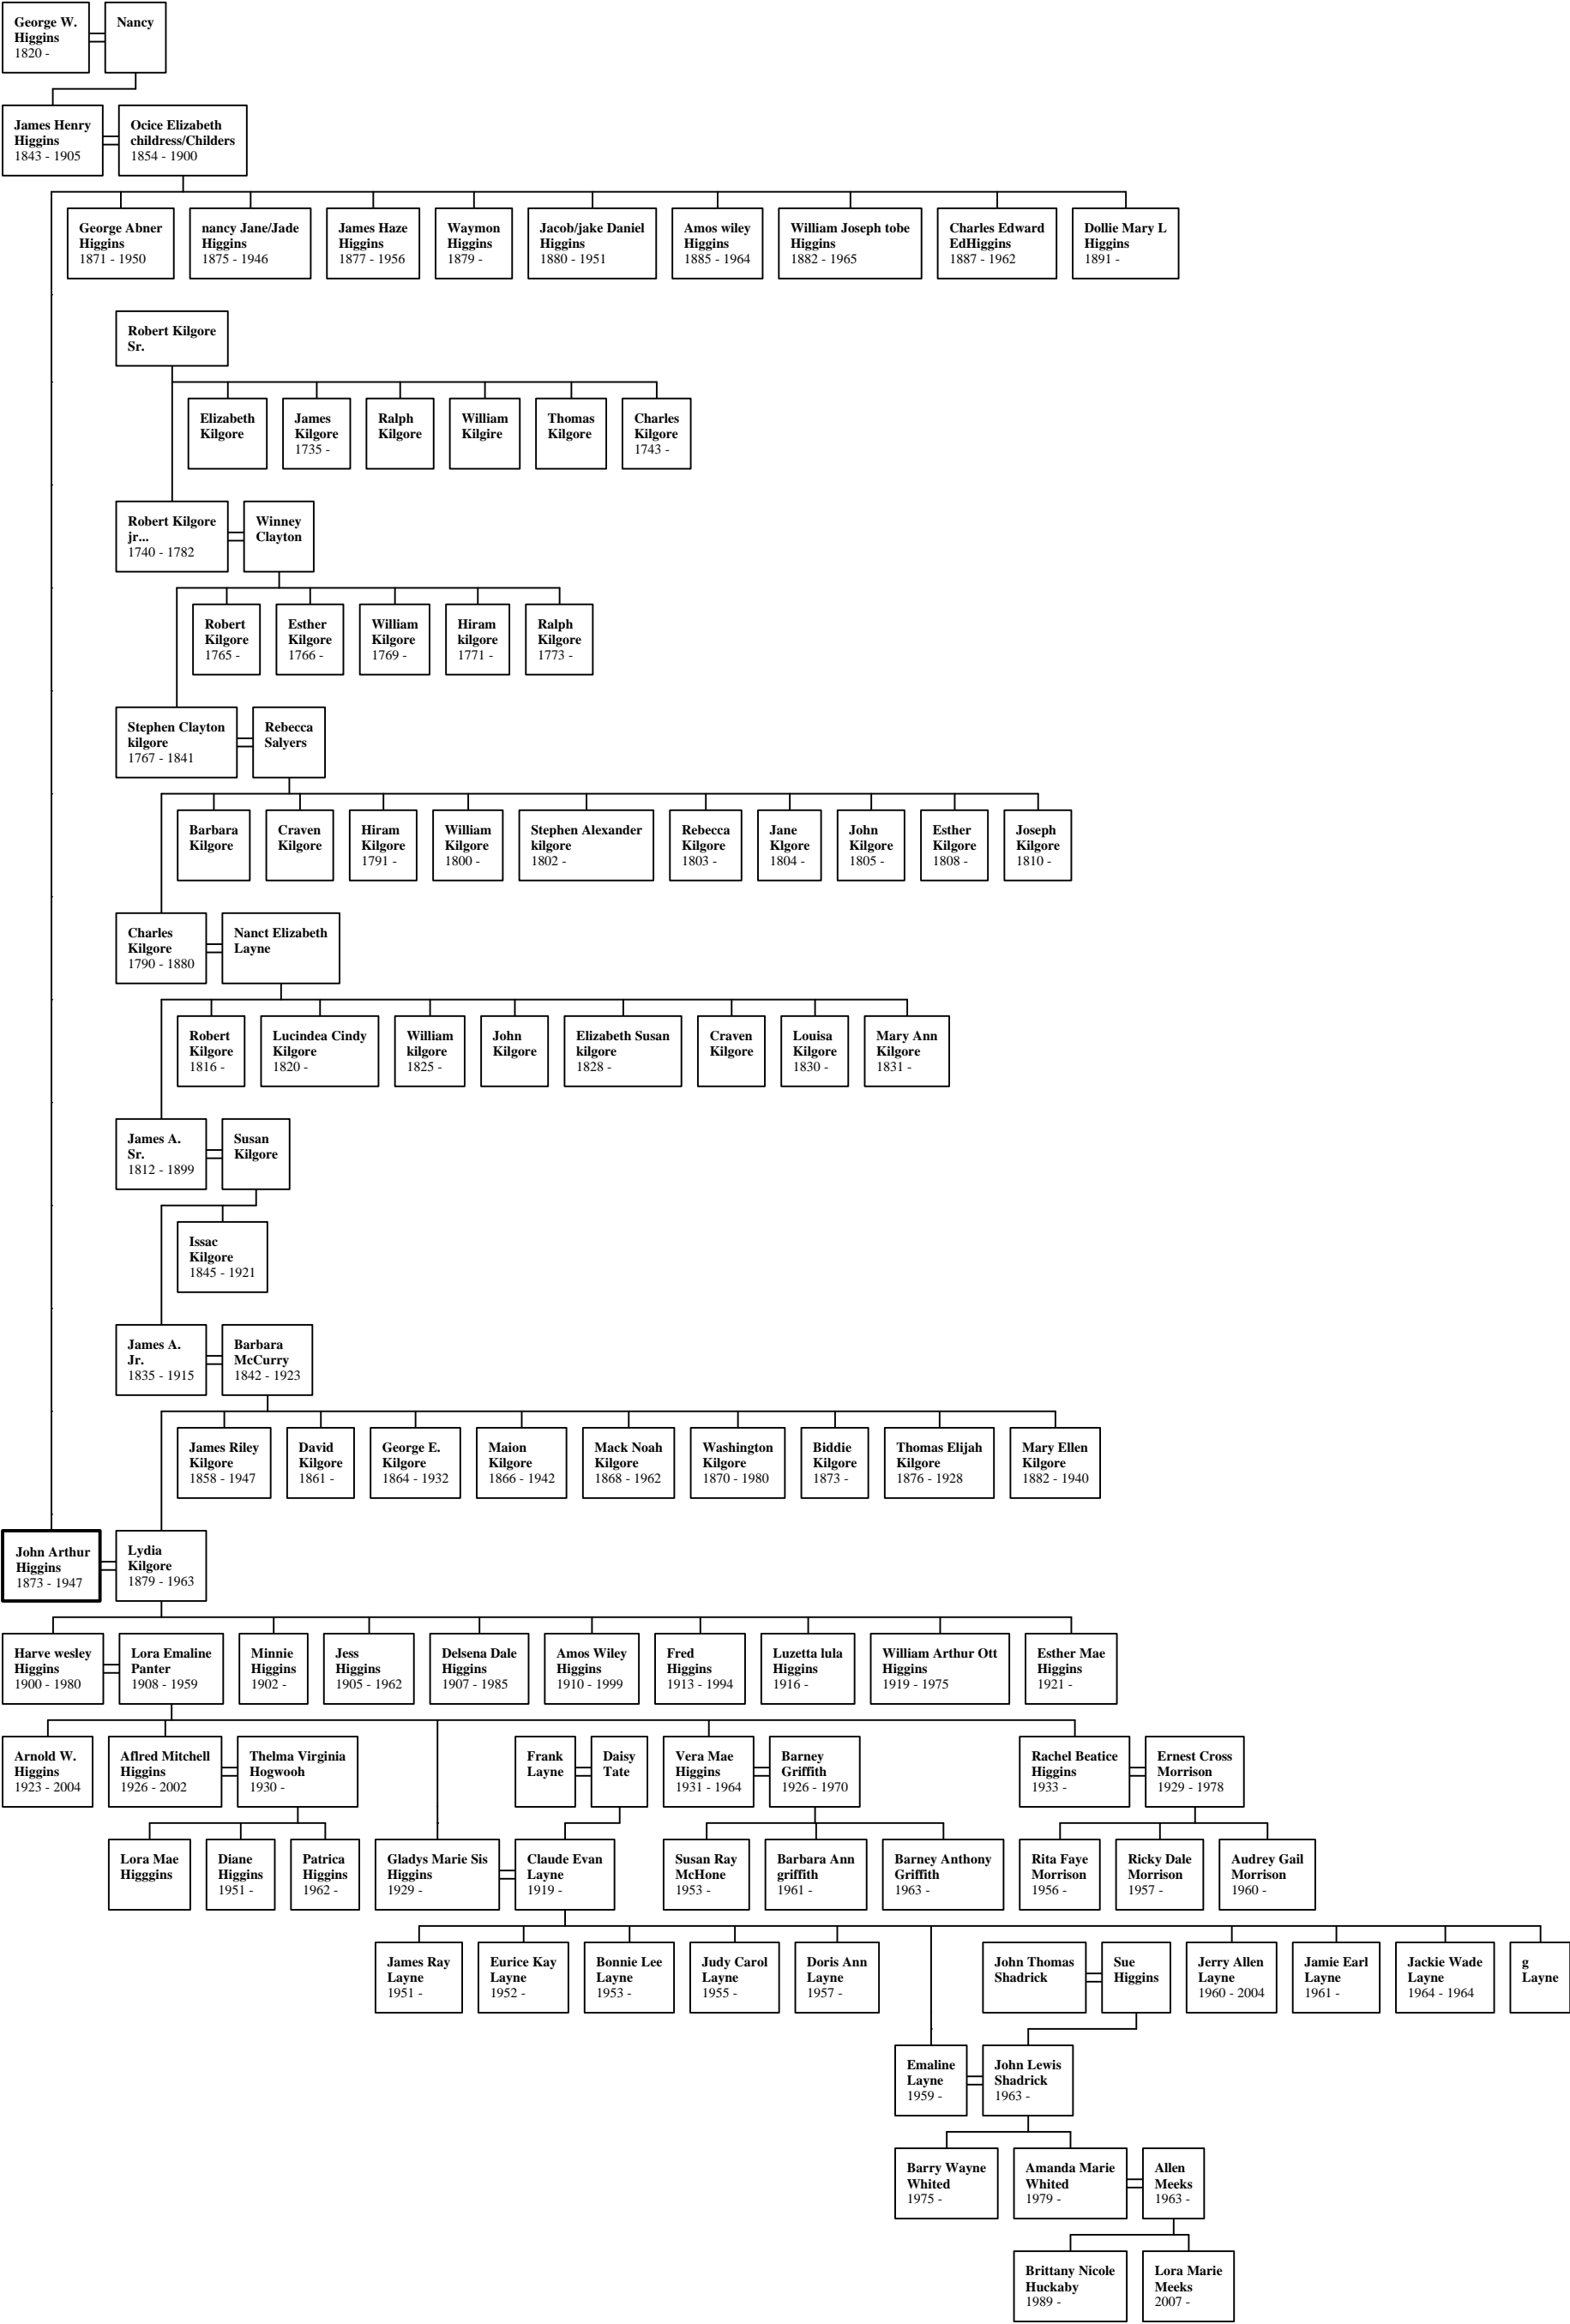 George W.
Higgins
1820 -
Nancy
James Henry
Higgins
1843 - 1905
Ocice Elizabeth
childress/Childers
1854 - 1900
George Abner
Higgins
1871 - 1950
nancy Jane/Jade
Higgins
1875 - 1946
James Haze
Higgins
1877 - 1956
Waymon
Higgins
1879 -
Jacob/jake Daniel
Higgins
1880 - 1951
Amos wiley
Higgins
1885 - 1964
William Joseph tobe
Higgins
1882 - 1965
Charles Edward
EdHiggins
1887 - 1962
Dollie Mary L
Higgins
1891 -
Robert Kilgore
Sr.
Elizabeth
Kilgore
James
Kilgore
1735 -
Ralph
Kilgore
William
Kilgire
Thomas
Kilgore
Charles
Kilgore
1743 -
Robert Kilgore
jr...
1740 - 1782
Winney
Clayton
Robert
Kilgore
1765 -
Esther
Kilgore
1766 -
William
Kilgore
1769 -
Hiram
kilgore
1771 -
Ralph
Kilgore
1773 -
Stephen Clayton
kilgore
1767 - 1841
Rebecca
Salyers
Barbara
Kilgore
Craven
Kilgore
Hiram
Kilgore
1791 -
William
Kilgore
1800 -
Stephen Alexander
kilgore
1802 -
Rebecca
Kilgore
1803 -
Jane
Klgore
1804 -
John
Kilgore
1805 -
Esther
Kilgore
1808 -
Joseph
Kilgore
1810 -
Charles
Kilgore
1790 - 1880
Nanct Elizabeth
Layne
Robert
Kilgore
1816 -
Lucindea Cindy
Kilgore
1820 -
William
kilgore
1825 -
John
Kilgore
Elizabeth Susan
kilgore
1828 -
Craven
Kilgore
Louisa
Kilgore
1830 -
Mary Ann
Kilgore
1831 -
James A.
Sr.
1812 - 1899
Susan
Kilgore
Issac
Kilgore
1845 - 1921
James A.
Jr.
1835 - 1915
Barbara
McCurry
1842 - 1923
James Riley
Kilgore
1858 - 1947
David
Kilgore
1861 -
George E.
Kilgore
1864 - 1932
Maion
Kilgore
1866 - 1942
Mack Noah
Kilgore
1868 - 1962
Washington
Kilgore
1870 - 1980
Biddie
Kilgore
1873 -
Thomas Elijah
Kilgore
1876 - 1928
Mary Ellen
Kilgore
1882 - 1940
John Arthur
Higgins
1873 - 1947
Lydia
Kilgore
1879 - 1963
Harve wesley
Higgins
1900 - 1980
Lora Emaline
Panter
1908 - 1959
Minnie
Higgins
1902 -
Jess
Higgins
1905 - 1962
Delsena Dale
Higgins
1907 - 1985
Amos Wiley
Higgins
1910 - 1999
Fred
Higgins
1913 - 1994
Luzetta lula
Higgins
1916 -
William Arthur Ott
Higgins
1919 - 1975
Esther Mae
Higgins
1921 -
Arnold W.
Higgins
1923 - 2004
Aflred Mitchell
Higgins
1926 - 2002
Thelma Virginia
Hogwooh
1930 -
Frank
Layne
Daisy
Tate
Vera Mae
Higgins
1931 - 1964
Barney
Griffith
1926 - 1970
Rachel Beatice
Higgins
1933 -
Ernest Cross
Morrison
1929 - 1978
Lora Mae
Higggins
Diane
Higgins
1951 -
Patrica
Higgins
1962 -
Gladys Marie Sis
Higgins
1929 -
Claude Evan
Layne
1919 -
Susan Ray
McHone
1953 -
Barbara Ann
griffith
1961 -
Barney Anthony
Griffith
1963 -
Rita Faye
Morrison
1956 -
Ricky Dale
Morrison
1957 -
Audrey Gail
Morrison
1960 -
James Ray
Layne
1951 -
Eurice Kay
Layne
1952 -
Bonnie Lee
Layne
1953 -
Judy Carol
Layne
1955 -
Doris Ann
Layne
1957 -
John Thomas
Shadrick
Sue
Higgins
Jerry Allen
Layne
1960 - 2004
Jamie Earl
Layne
1961 -
Jackie Wade
Layne
1964 - 1964
g
Layne
Emaline
Layne
1959 -
John Lewis
Shadrick
1963 -
Barry Wayne
Whited
1975 -
Amanda Marie
Whited
1979 -
Allen
Meeks
1963 -
Brittany Nicole
Huckaby
1989 -
Lora Marie
Meeks
2007 -